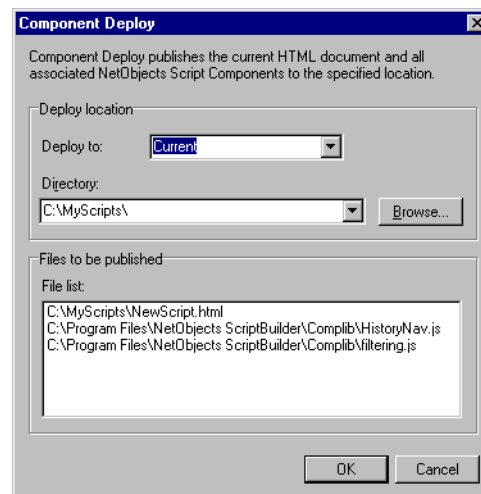 Component Deploy
Component Deploy publishes the current HTML document and all
associated NetObjects Script Components to the specified location.
Deploy location
Deploy to:
Current
Directory:
C:\MyScripts\
Browse...
Files to be published
File list:
C:\MyScripts\NewScript.html
C:\Program Files\NetObjects ScriptBuilder\Complib\HistoryNav.js
C:\Program Files\NetObjects ScriptBuilder\Complib\filtering.js
OK
Cancel